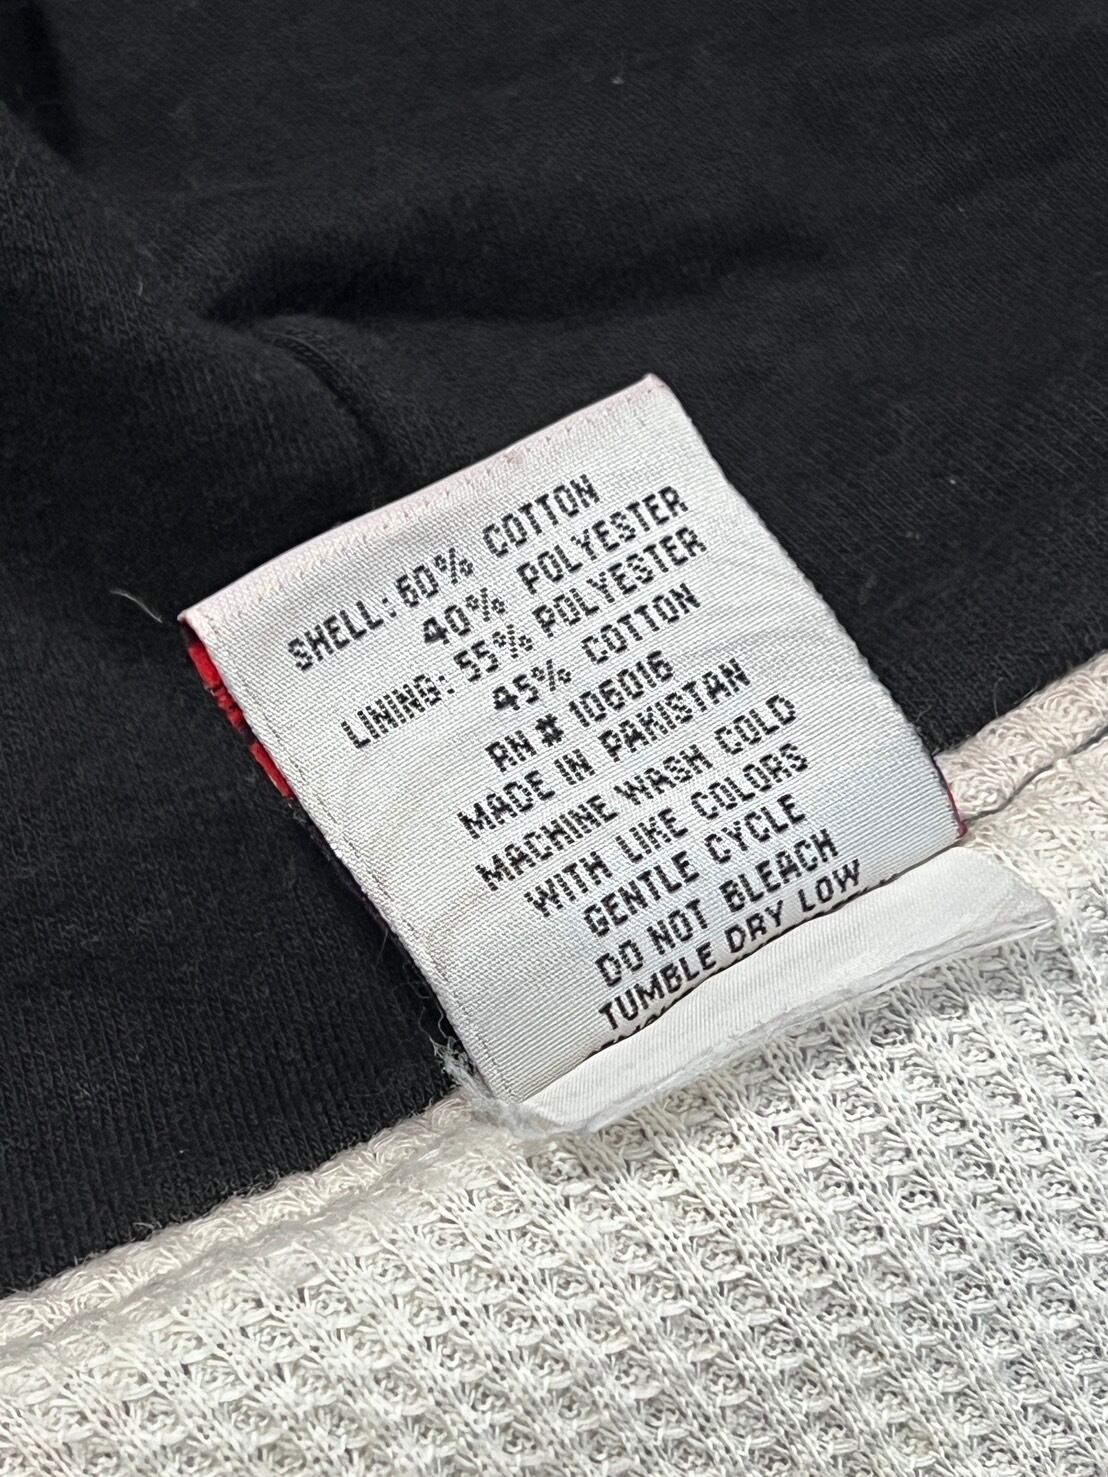 SHELL: 60% COTTON
40% POLYESTER
LINING: 55% POLYESTER
45% COTTON
RN # 106016
MADE IN PAKISTAN
MACHINE WASH COLD
WITH LIKE COLORS
GENTLE CYCLE
DO NOT BLEACH
TUMBLE DRY LOW